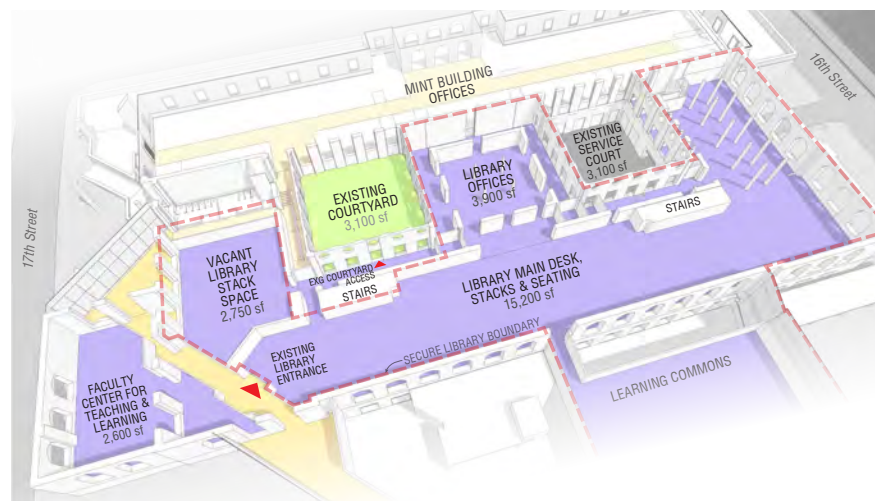 16th Street
MINT BUILDING
OFFICES
EXISTING
SERVICE
COURT
3,100 sf
LIBRARY
OFFICES
3,900 sf
EXISTING
COURTYARD
3,100 sf
STAIRS
17th Street
VACANT
LIBRARY
STACK
SPACE
2,750 sf
EXG COURTYARD
ACCESS
STAIRS
LIBRARY MAIN DESK,
STACKS & SEATING
15,200 sf
SECURE LIBRARY BOUNDARY
EXISTING
LIBRARY
ENTRANCE
LEARNING COMMONS
FACULTY
CENTER FOR
TEACHING &
LEARNING
2,600 sf